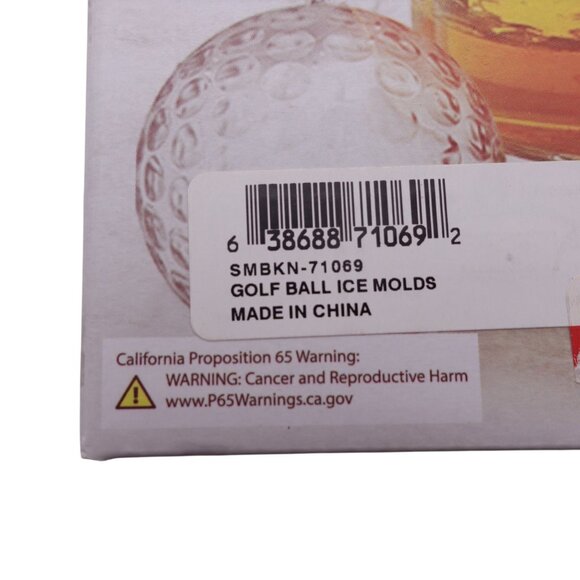 6 38688 71069 2
SMBKN-71069
GOLF BALL ICE MOLDS
MADE IN CHINA
California Proposition 65 Warning:
WARNING: Cancer and Reproductive Harm
www.P65Warnings.ca.gov